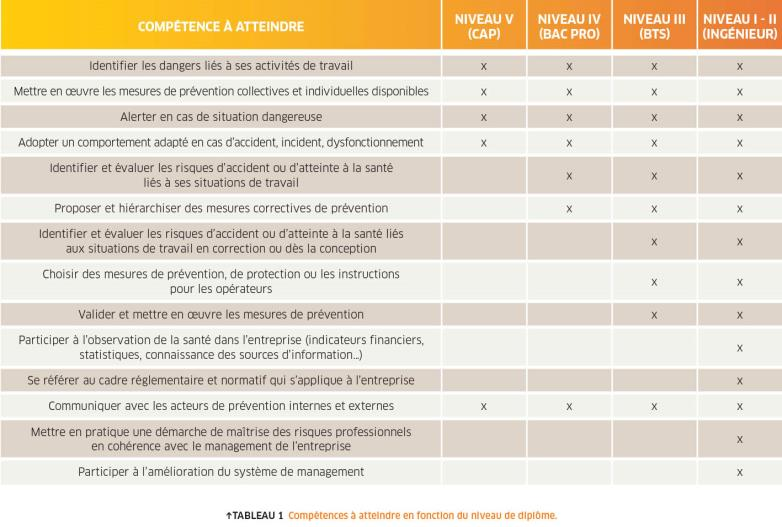 COMPÉTENCE À ATTEINDRE
NIVEAU V
(CAP)
NIVEAU IV
(BAC PRO)
NIVEAU III
(BTS)
NIVEAU I - II
(INGÉNIEUR)
Identifier les dangers liés à ses activités de travail x x x x
Mettre en œuvre les mesures de prévention collectives et individuelles disponibles x x x x
Alerter en cas de situation dangereuse x x x x
Adopter un comportement adapté en cas d'accident, incident, dysfonctionnement x x x x
Identifier et évaluer les risques d'accident ou d'atteinte à la santé
liés à ses situations de travail
x x x
Proposer et hiérarchiser des mesures correctives de prévention x x x
Identifier et évaluer les risques d'accident ou d'atteinte à la santé liés
aux situations de travail en correction ou dès la conception
x x
Choisir des mesures de prévention, de protection ou les instructions
pour les opérateurs
x x
Valider et mettre en œuvre les mesures de prévention x x
Participer à l'observation de la santé dans l'entreprise (indicateurs financiers,
statistiques, connaissance des sources d'information...)
x
Se référer au cadre réglementaire et normatif qui s'applique à l'entreprise x
Communiquer avec les acteurs de prévention internes et externes x x x x
Mettre en pratique une démarche de maîtrise des risques professionnels
en cohérence avec le management de l'entreprise
x
Participer à l'amélioration du système de management x
↑TABLEAU 1 Compétences à atteindre en fonction du niveau de diplôme.